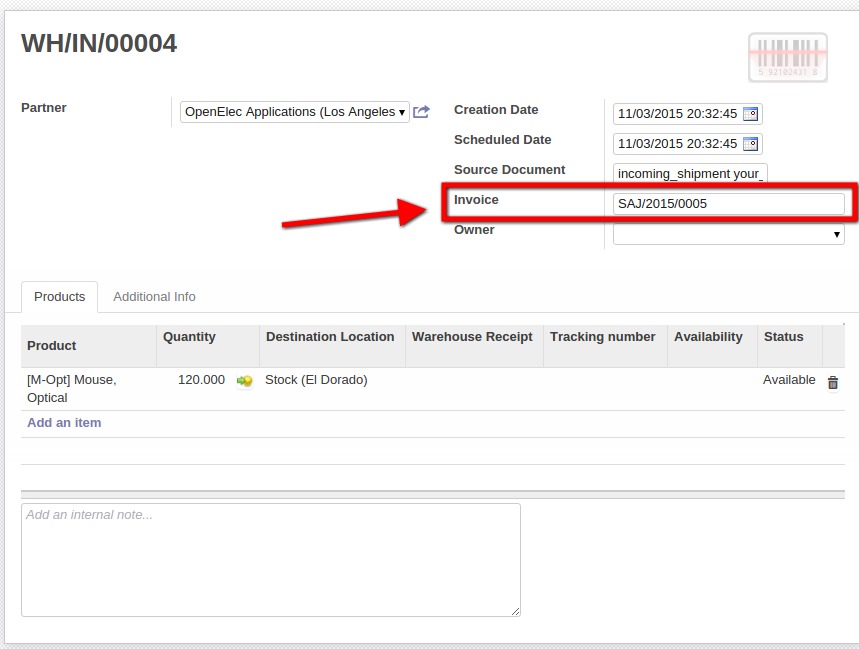 WH/IN/00004
5 92102431 8
Partner
OpenElec Applications (Los Angeles
Creation Date
11/03/2015 20:32:45
Scheduled Date
11/03/2015 20:32:45
Source Document
incoming_shipment your_
Invoice
SAJ/2015/0005
Owner
Products Additional Info
Product Quantity Destination Location Warehouse Receipt Tracking number Availability Status
[M-Opt] Mouse, 120.000 Stock (El Dorado) Available
Optical
Add an item
Add an internal note...